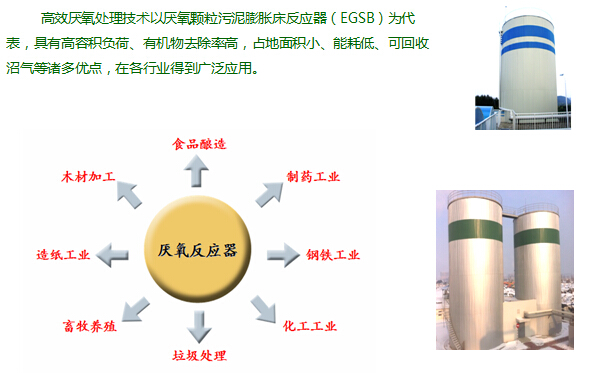 高效厌氧处理技术以厌氧颗粒污泥膨胀床反应器（EGSB）为代
表，具有高容积负荷、有机物去除率高，占地面积小、能耗低、可回收
沼气等诸多优点，在各行业得到广泛应用。
食品酿造
木材加工
制药工业
造纸工业
厌氧反应器
钢铁工业
畜牧养殖
化工工业
垃圾处理